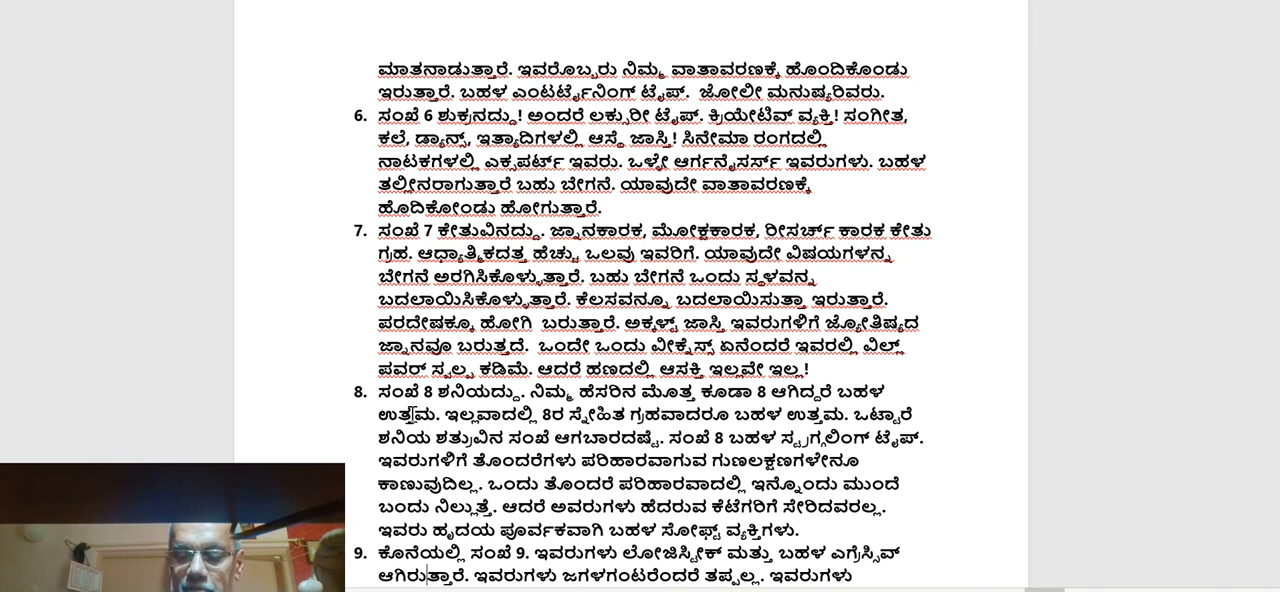 ಮಾತನಾಡುತ್ತಾರೆ. ಇವರೊಬ್ಬರು ನಿಮ್ಮ ವಾತಾವರಣಕ್ಕೆ ಹೊಂದಿಕೊಂಡು
ಇರುತ್ತಾರೆ. ಬಹಳ ಎಂಟರ್ಟೈನಿಂಗ್ ಟೈಪ್. ಜೋಲೀ ಮನುಷ್ಯರಿವರು.
6. ಸಂಖೆ 6 ಶುಕ್ರನದ್ದು! ಅಂದರೆ ಲಕ್ಸುರೀ ಟೈಪ್. ಕ್ರಿಯೇಟಿವ್ ವ್ಯಕ್ತಿ! ಸಂಗೀತ,
ಕಲೆ, ಡ್ಯಾನ್ಸ್, ಇತ್ಯಾದಿಗಳಲ್ಲಿ ಆಸ್ಥೆ ಜಾಸ್ತಿ! ಸಿನೇಮಾ ರಂಗದಲ್ಲಿ
ನಾಟಕಗಳಲ್ಲಿ ಎಕ್ಸಪರ್ಟ್ ಇವರು. ಒಳ್ಳೇ ಆರ್ಗನೈಸರ್ಸ್ ಇವರುಗಳು. ಬಹಳ
ತಲ್ಲೀನರಾಗುತ್ತಾರೆ ಬಹು ಬೇಗನೆ. ಯಾವುದೇ ವಾತಾವರಣಕ್ಕೆ
ಹೊದಿಕೋಂಡು ಹೋಗುತ್ತಾರೆ.
7. ಸಂಖೆ 7 ಕೇತುವಿನದ್ದು. ಜ್ಞಾನಕಾರಕ, ಮೋಕ್ಷಕಾರಕ, ರೀಸರ್ಚ್ ಕಾರಕ ಕೇತು
ಗ್ರಹ. ಆಧ್ಯಾತ್ಮಿಕದತ್ತ ಹೆಚ್ಚು ಒಲವು ಇವರಿಗೆ. ಯಾವುದೇ ವಿಷಯಗಳನ್ನ
ಬೇಗನೆ ಅರಗಿಸಿಕೊಳ್ಳುತ್ತಾರೆ. ಬಹು ಬೇಗನೆ ಒಂದು ಸ್ಥಳವನ್ನ
ಬದಲಾಯಿಸಿಕೊಳ್ಳುತ್ತಾರೆ. ಕೆಲಸವನ್ನೂ ಬದಲಾಯಿಸುತ್ತಾ ಇರುತ್ತಾರೆ.
ಪರದೇಷಕ್ಕೂ ಹೋಗಿ ಬರುತ್ತಾರೆ. ಅಕ್ಕಳ್ಟ್ ಜಾಸ್ತಿ ಇವರುಗಳಿಗೆ ಜ್ಯೋತಿಷ್ಯದ
ಜ್ಞಾನವೂ ಬರುತ್ತದೆ. ಒಂದೇ ಒಂದು ವೀಕ್ನೆಸ್ಸ್ ಏನೆಂದರೆ ಇವರಲ್ಲಿ ವಿಲ್ಲ್
ಪವರ್ ಸ್ವಲ್ಪ ಕಡಿಮೆ. ಆದರೆ ಹಣದಲ್ಲಿ ಆಸಕ್ತಿ ಇಲ್ಲವೇ ಇಲ್ಲ!
8. ಸಂಖೆ 8 ಶನಿಯದ್ದು. ನಿಮ್ಮ ಹೆಸರಿನ ಮೊತ್ತ ಕೂಡಾ 8 ಆಗಿದ್ದರೆ ಬಹಳ
ಉತ್ತಮ. ಇಲ್ಲವಾದಲ್ಲಿ 8ರ ಸ್ನೇಹಿತ ಗ್ರಹವಾದರೂ ಬಹಳ ಉತ್ತಮ. ಒಟ್ಟಾರೆ
ಶನಿಯ ಶತ್ರುವಿನ ಸಂಖೆ ಆಗಬಾರದಷ್ಟೆ. ಸಂಖೆ 8 ಬಹಳ ಸ್ಟ್ರಗ್ಗಲಿಂಗ್ ಟೈಪ್.
ಇವರುಗಳಿಗೆ ತೊಂದರೆಗಳು ಪರಿಹಾರವಾಗುವ ಗುಣಲಕ್ಷಣಗಳೇನೂ
ಕಾಣುವುದಿಲ್ಲ. ಒಂದು ತೊಂದರೆ ಪರಿಹಾರವಾದಲ್ಲಿ ಇನ್ನೊಂದು ಮುಂದೆ
ಬಂದು ನಿಲ್ಲುತ್ತೆ. ಆದರೆ ಅವರುಗಳು ಹೆದರುವ ಕೆಟೆಗರಿಗೆ ಸೇರಿದವರಲ್ಲ.
ಇವರು ಹೃದಯ ಪೂರ್ವಕವಾಗಿ ಬಹಳ ಸೋಫ್ಟ್ ವ್ಯಕ್ತಿಗಳು.
9. ಕೊನೆಯಲ್ಲಿ ಸಂಖೆ 9. ಇವರುಗಳು ಲೋಜಿಸ್ಟೀಕ್ ಮತ್ತು ಬಹಳ ಎಗ್ರೆಸ್ಸಿವ್
ಆಗಿರುತ್ತಾರೆ. ಇವರುಗಳು ಜಗಳಗಂಟರೆಂದರೆ ತಪ್ಪಲ್ಲ. ಇವರುಗಳು